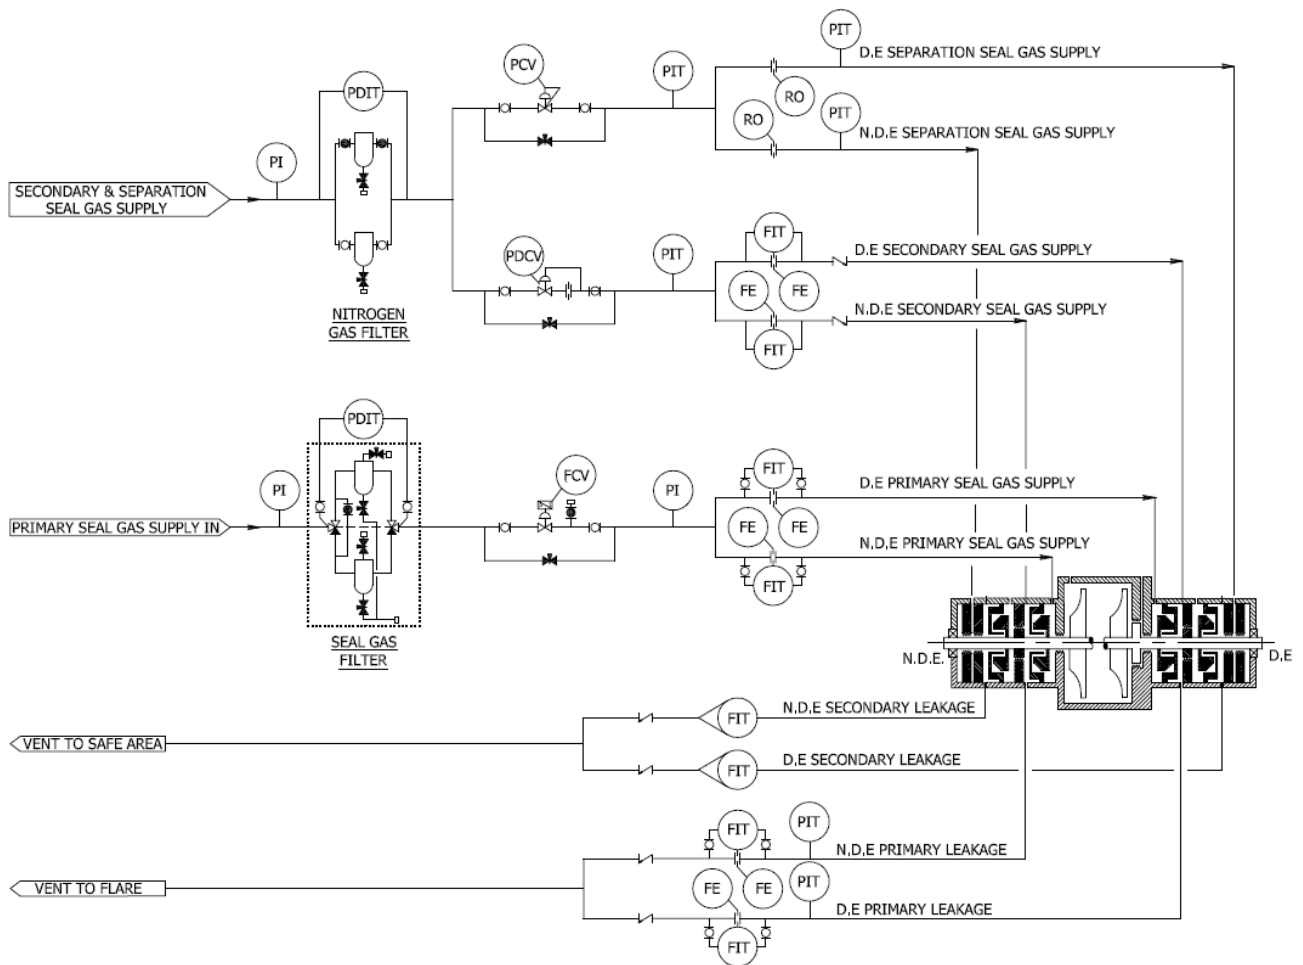 PIT
D.E SEPARATION SEAL GAS SUPPLY
PCV
PIT
PDIT
RO
PIT
RO
N.D.E SEPARATION SEAL GAS SUPPLY
PI
SECONDARY & SEPARATION
SEAL GAS SUPPLY
FIT
D.E SECONDARY SEAL GAS SUPPLY
PDCV
PIT
FE
FE
N.D.E SECONDARY SEAL GAS SUPPLY
NITROGEN
GAS FILTER
FIT
PDIT
FIT
FCV
PI
PI
D.E PRIMARY SEAL GAS SUPPLY
PRIMARY SEAL GAS SUPPLY IN
FE
FE
N.D.E PRIMARY SEAL GAS SUPPLY
FIT
SEAL GAS
FILTER
N.D.E.
D.E
FIT
N.D.E SECONDARY LEAKAGE
VENT TO SAFE AREA
FIT
D.E SECONDARY LEAKAGE
FIT
PIT
N.D.E PRIMARY LEAKAGE
VENT TO FLARE
FE
FE
PIT
D.E PRIMARY LEAKAGE
FIT